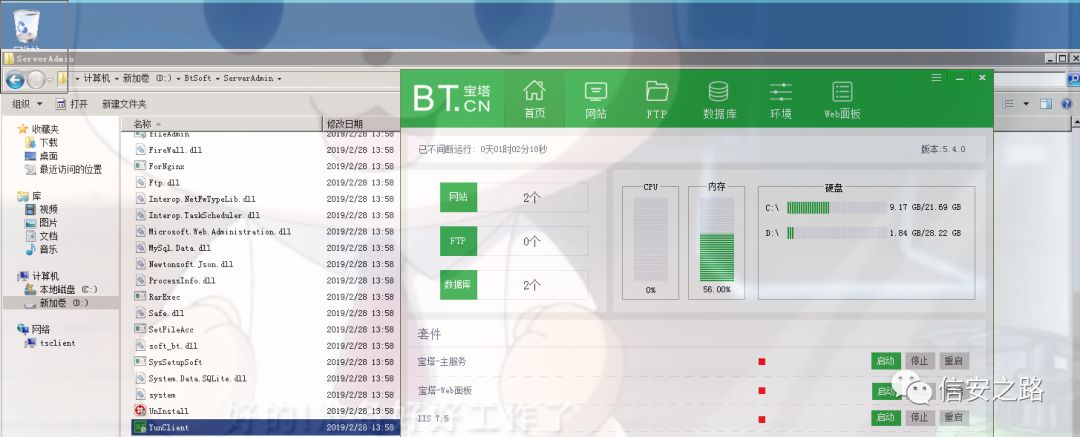 ServerAdmin
计算机 新加卷 (D:) BtSoft ServerAdmin
组织 打开 新建文件夹
收藏夹
下载
桌面
最近访问的位置
库
视频
图片
文档
音乐
计算机
本地磁盘 (C:)
新加卷 (D:)
网络
tsclient
名称 修改日期
fileAdmin 2019/2/28 13:58
FireWall.dll 2019/2/28 13:58
ForNginx 2019/2/28 13:58
Ftp.dll 2019/2/28 13:58
Interop.NetFwTypeLib.dll 2019/2/28 13:58
Interop.TaskScheduler.dll 2019/2/28 13:58
Microsoft.Web.Administration.dll 2019/2/28 13:58
MySql.Data.dll 2019/2/28 13:58
Newtonsoft.Json.dll 2019/2/28 13:58
ProcessInfo.dll 2019/2/28 13:58
RarExec 2019/2/28 13:58
Safe.dll 2019/2/28 13:58
SetFileAcc 2019/2/28 13:58
soft_bt.dll 2019/2/28 13:58
SysSetupSoft 2019/2/28 13:58
System.Data.SQLite.dll 2019/2/28 13:58
system 2019/2/28 13:58
UnInstall 2019/2/28 13:58
YunClient 2019/2/28 13:58
BT.CN 宝塔
首页 网站 FTP 数据库 环境 Web面板
已不间断运行: 0天01时02分18秒 版本:5.4.0
网站 2个
FTP 0个
数据库 2个
CPU 内存 硬盘
C:\ 9.17 GB/21.69 GB
D:\ 1.84 GB/28.22 GB
0% 56.00%
套件
宝塔-主服务 启动 停止 重启
宝塔-Web面板 启动
IIS 7.5 启动 停止 重启
信安之路
工作了